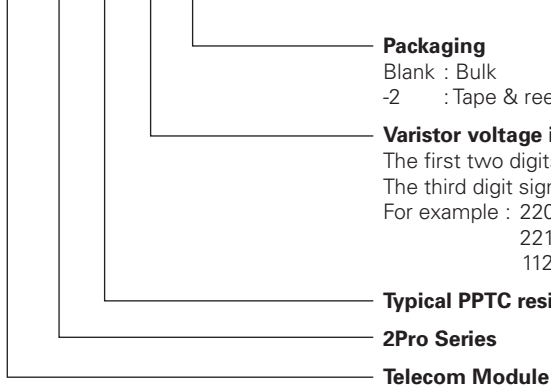 Packaging
Blank : Bulk
-2 : Tape & ree
Varistor voltage i
The first two digit
The third digit sig
For example : 220
221
112
Typical PPTC resi
2Pro Series
Telecom Module